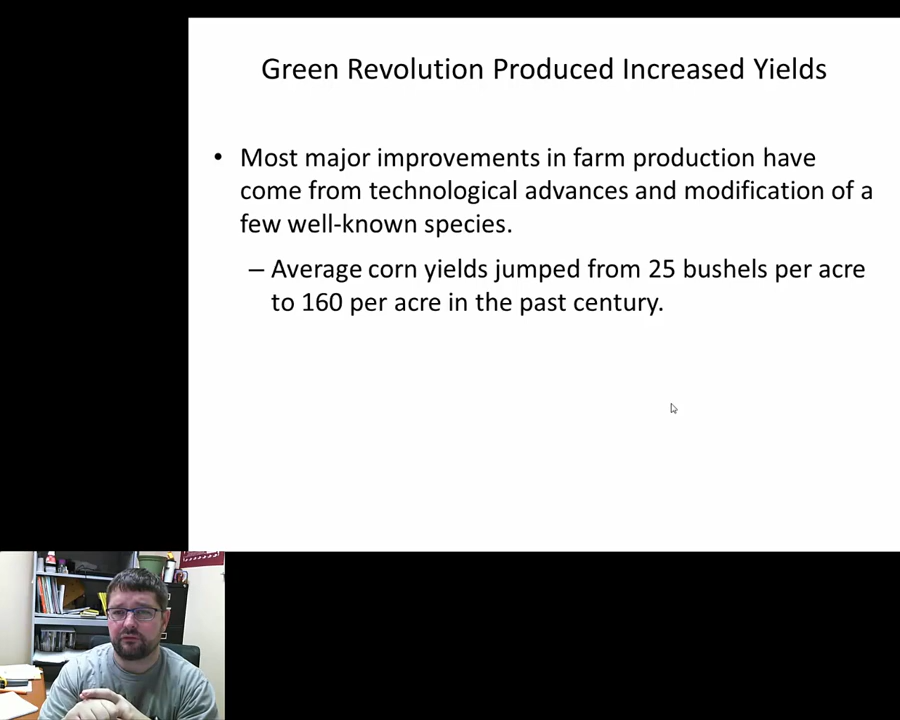 Green Revolution Produced Increased Yields
• Most major improvements in farm production have
come from technological advances and modification of a
few well-known species.
– Average corn yields jumped from 25 bushels per acre
to 160 per acre in the past century.